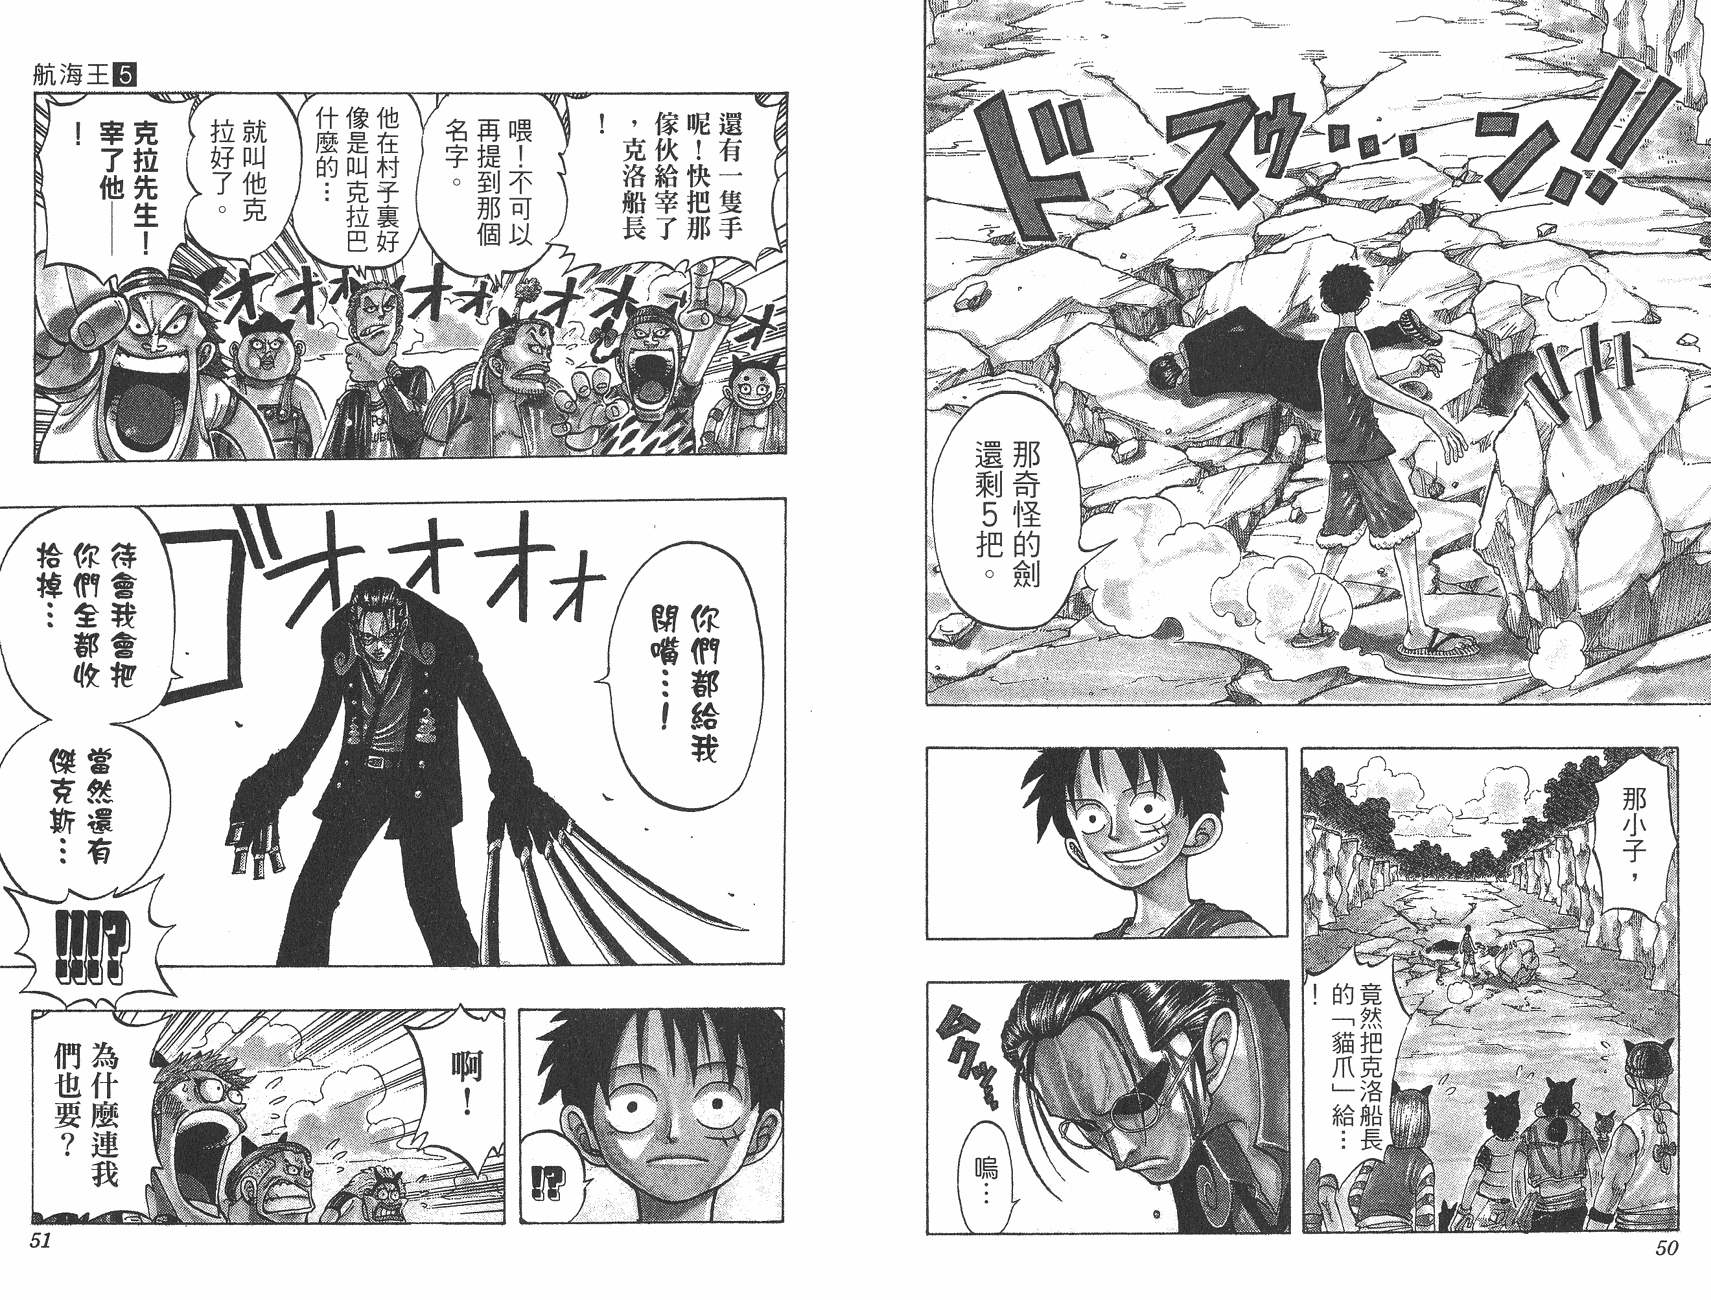 ドスゥ…ン!!
那奇怪的劍
還剩5把。
那小子，
竟然把克洛船長
的「貓爪」給…
！
ムクッ…
嗚…
50
航海王5
還有一隻手
呢！快把那
傢伙給宰了
，克洛船長
！
喂！不可以
再提到那個
名字。
他在村子裏好
像是叫克拉巴
什麼的…
就叫他克
拉好了。
克拉先生！
宰了他——
！
オオオオオオ
你們都給我
閉嘴…！
オオオオ
待會我會把
你們全都收
拾掉…
當然還有
傑克斯…
!!!?
!?
啊！
為什麼連我
們也要？
51